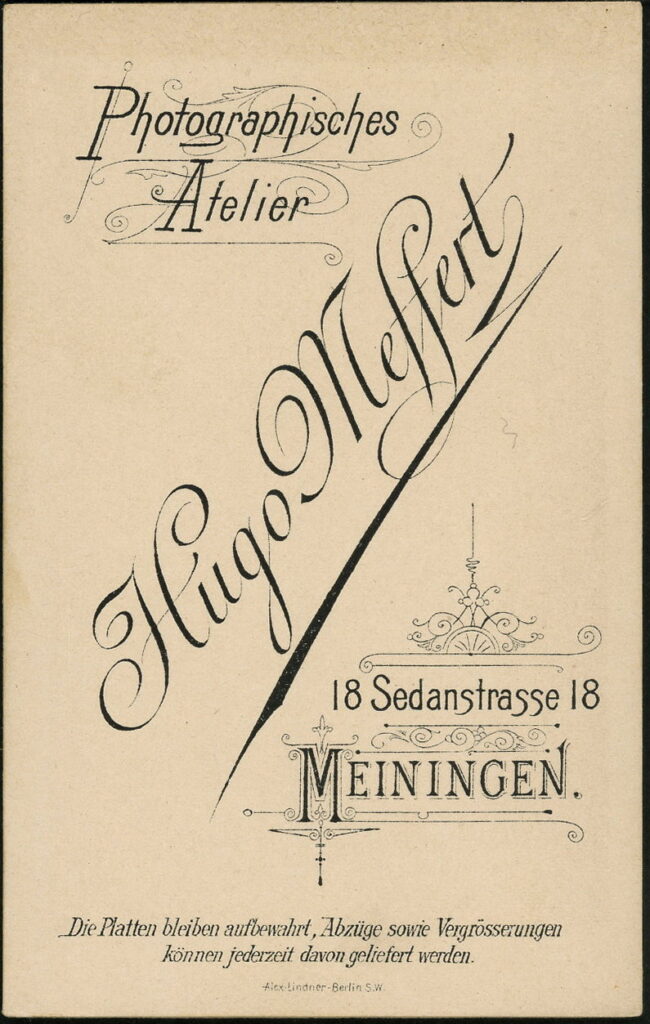 Photographisches
Atelier
Hugo Meffert
18 Sedanstrasse 18
MEININGEN.
Die Platten bleiben aufbewahrt, Abzüge sowie Vergrösserungen
können jederzeit davon geliefert werden.
Alex Lindner-Berlin S.W.